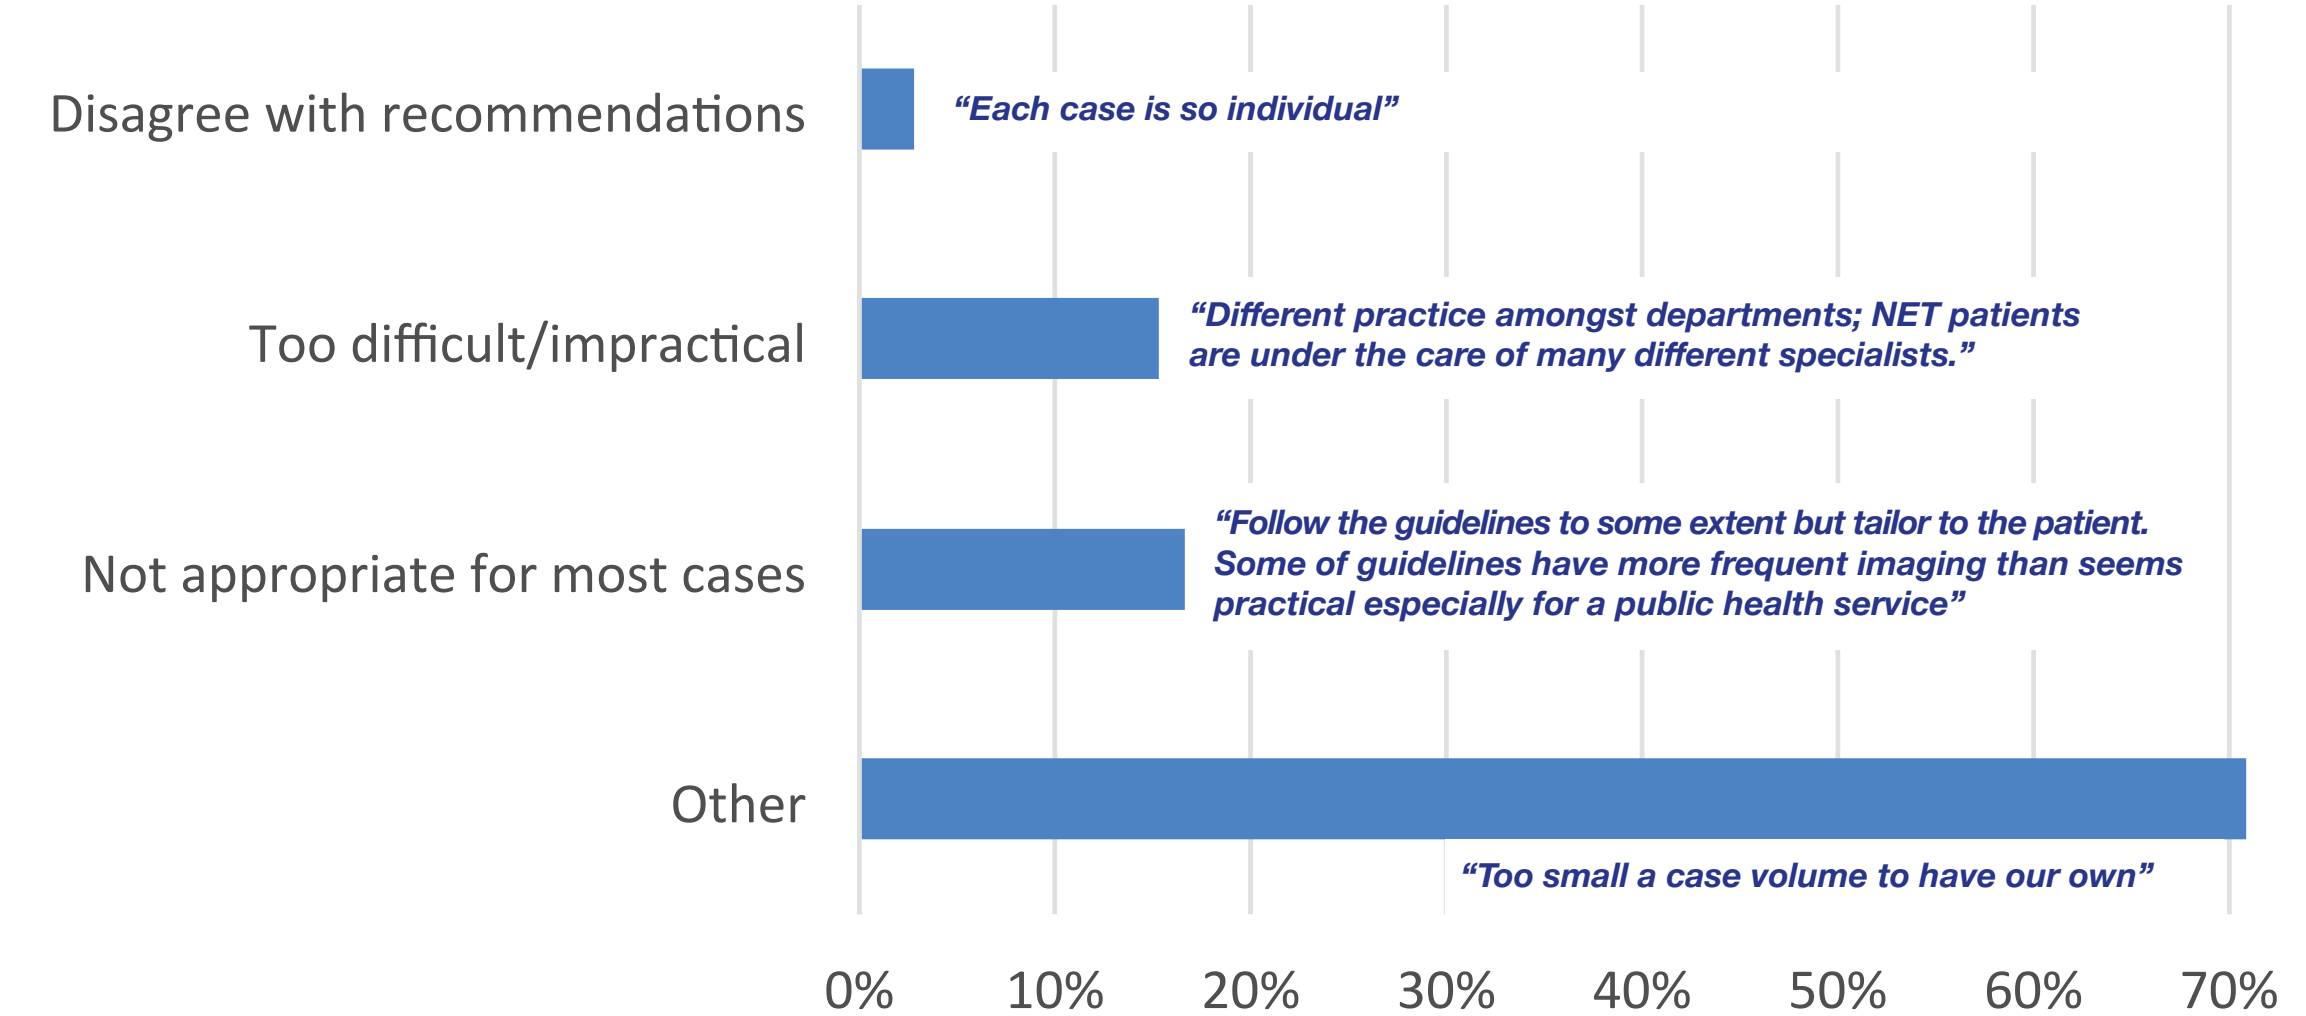 Disagree with recommendations
“Each case is so individual”
Too difficult/impractical
“Different practice amongst departments; NET patients
are under the care of many different specialists.”
Not appropriate for most cases
“Follow the guidelines to some extent but tailor to the patient.
Some of guidelines have more frequent imaging than seems
practical especially for a public health service”
Other
“Too small a case volume to have our own”
0% 10% 20% 30% 40% 50% 60% 70%